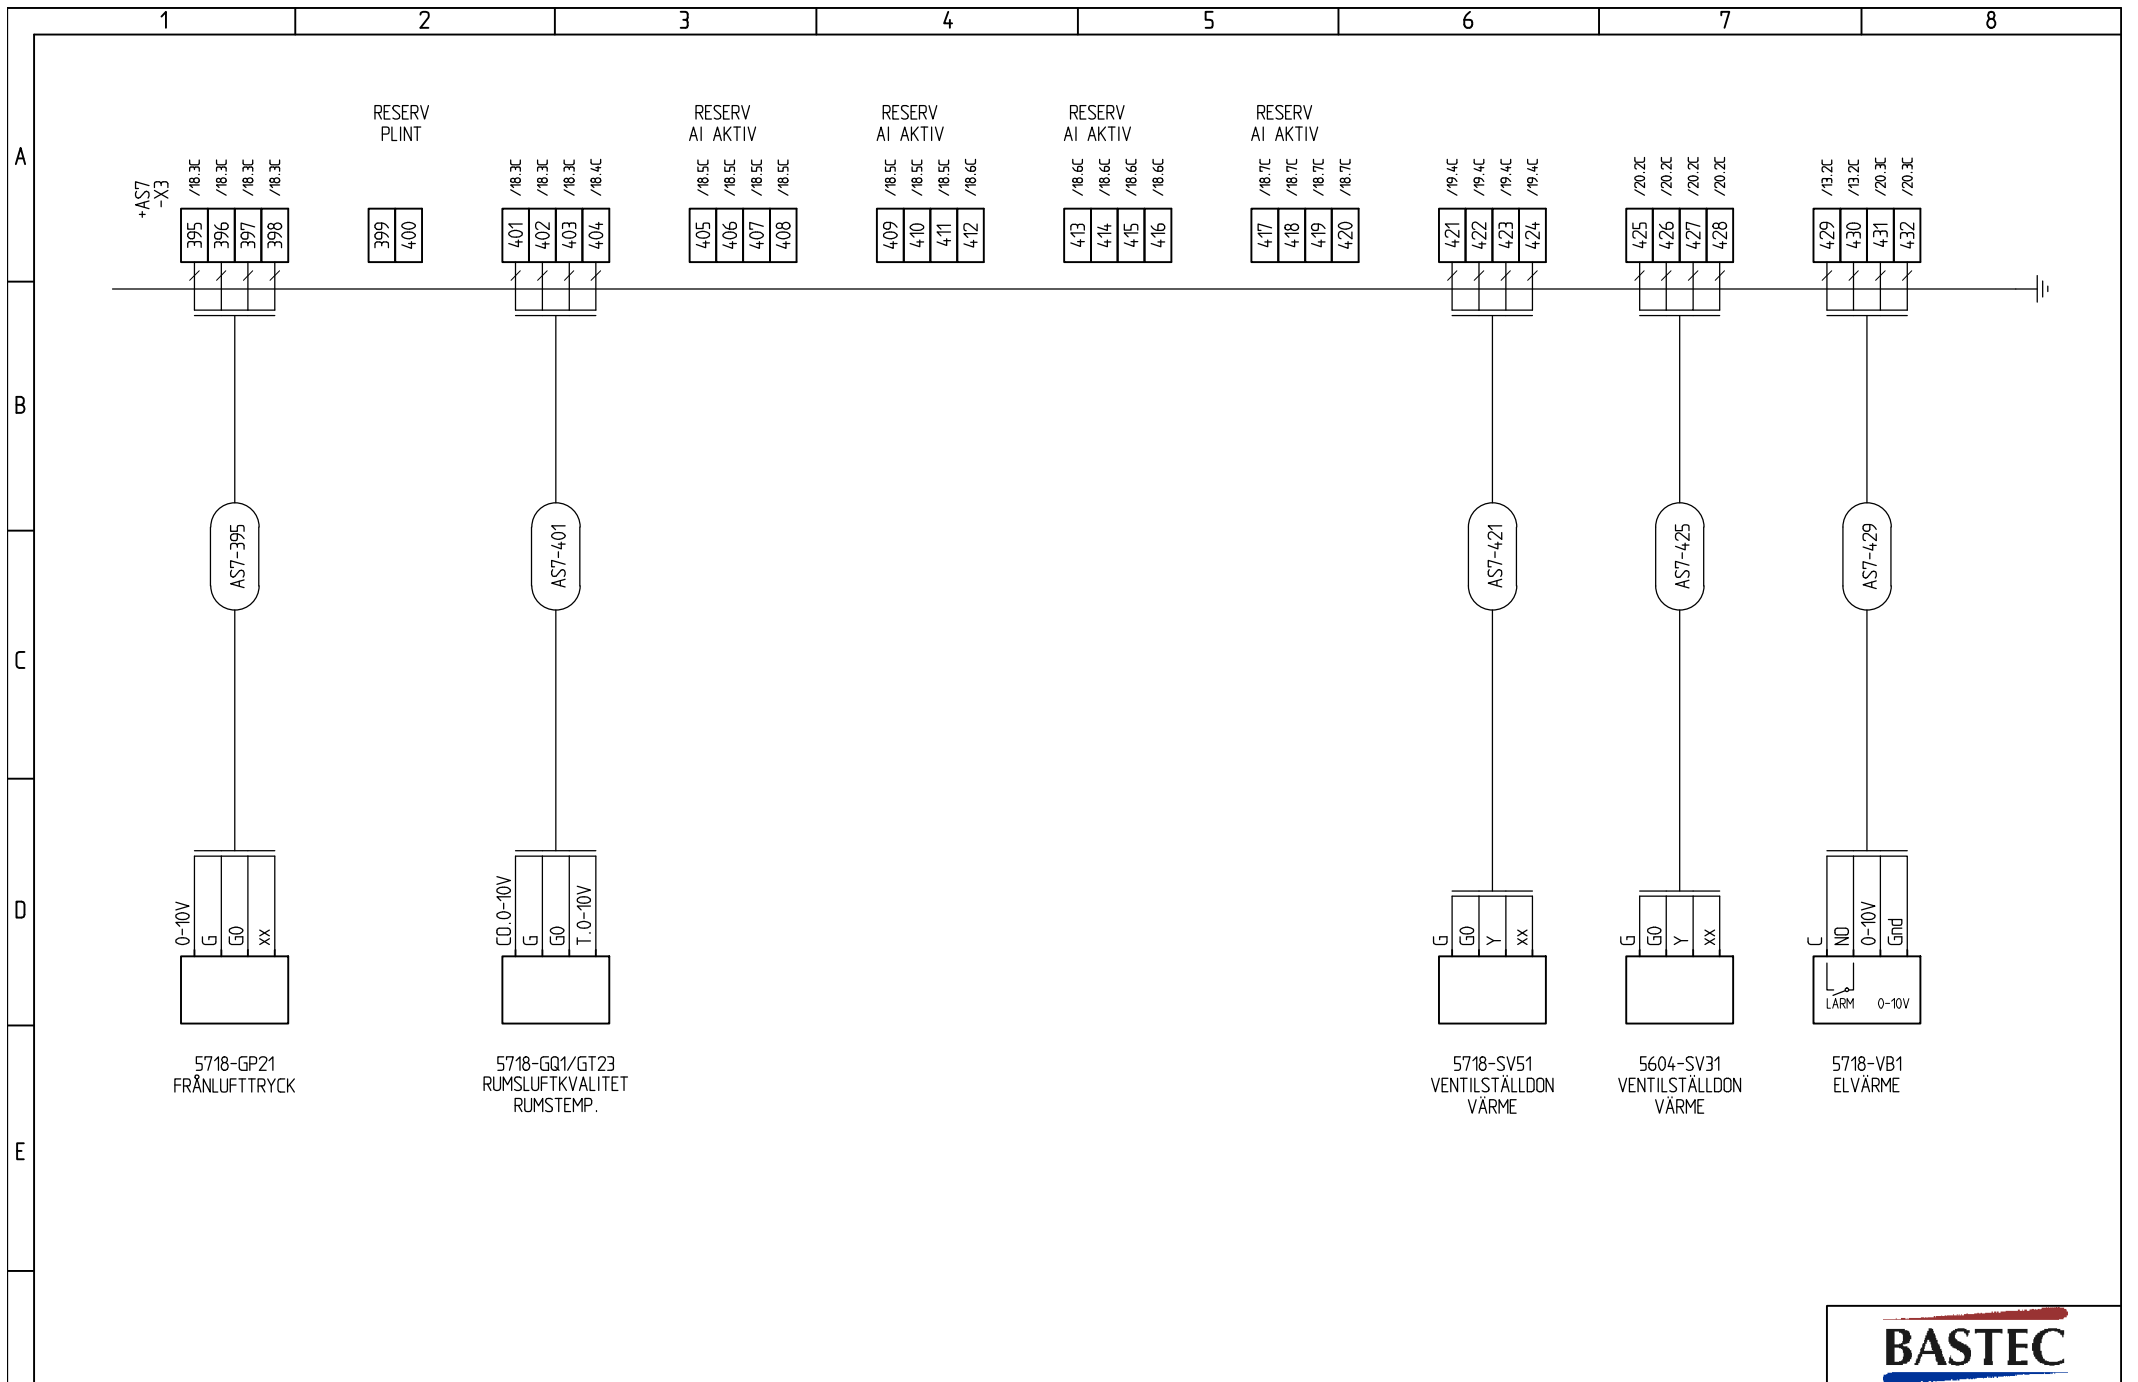 1 2 3 4 5 6 7 8
A
B
C
D
E
RESERV
PLINT
RESERV
AI AKTIV
RESERV
AI AKTIV
RESERV
AI AKTIV
RESERV
AI AKTIV
+AS7
-X3
/18.3C /18.3C /18.3C /18.3C
/18.3C /18.3C /18.3C /18.4C
/18.5C /18.5C /18.5C /18.5C
/18.5C /18.5C /18.5C /18.6C
/18.6C /18.6C /18.6C /18.6C
/18.7C /18.7C /18.7C /18.7C
/19.4C /19.4C /19.4C /19.4C
/20.2C /20.2C /20.2C /20.2C
/13.2C /13.2C /20.3C /20.3C
395 396 397 398
399 400
401 402 403 404
405 406 407 408
409 410 411 412
413 414 415 416
417 418 419 420
421 422 423 424
425 426 427 428
429 430 431 432
AS7-395
AS7-401
AS7-421
AS7-425
AS7-429
0-10V G G0 xx
CO.0-10V G G0 T.0-10V
G G0 Y xx
G G0 Y xx
C NO 0-10V Gnd
LARM 0-10V
5718-GP21
FRÅNLUFTTRYCK
5718-GQ1/GT23
RUMSLUFTKVALITET
RUMSTEMP.
5718-SV51
VENTILSTÄLLDON
VÄRME
5604-SV31
VENTILSTÄLLDON
VÄRME
5718-VB1
ELVÄRME
BASTEC